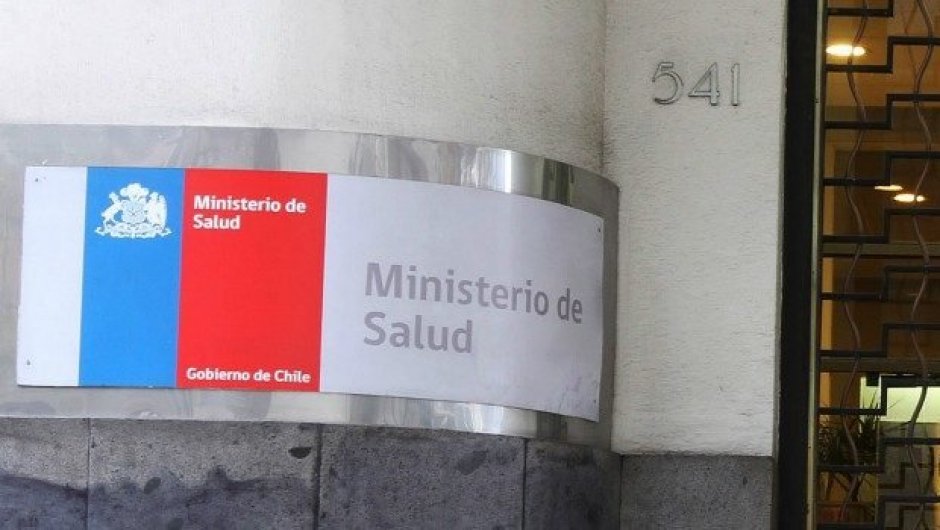 541
Ministerio de
Salud
Gobierno de Chile
Ministerio de
Salud